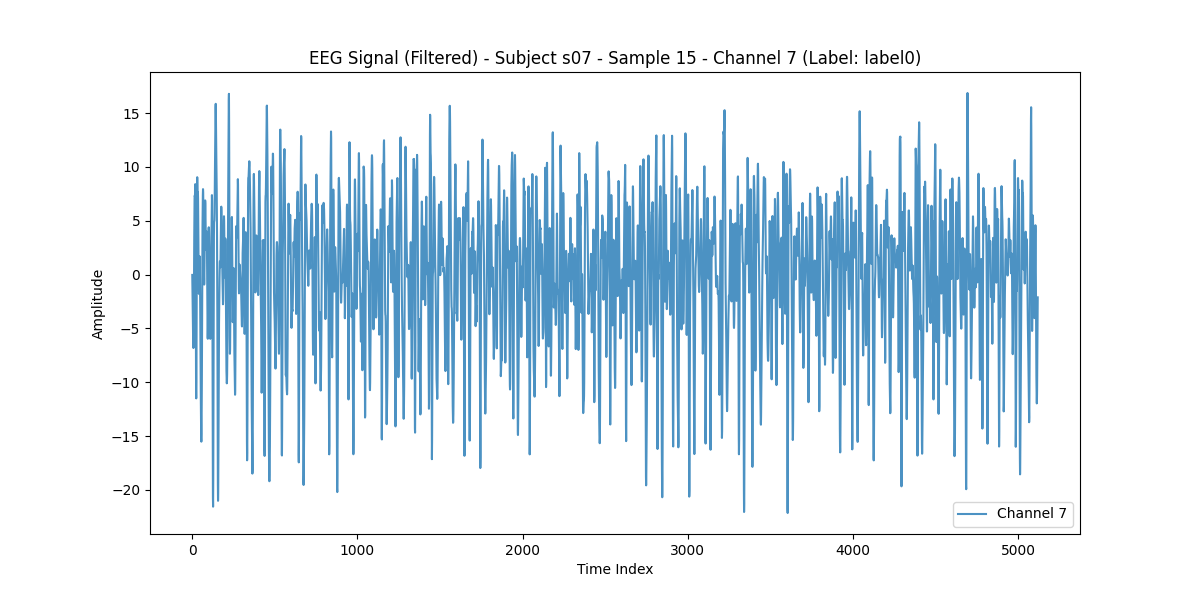 EEG Signal (Filtered) - Subject s07 - Sample 15 - Channel 7 (Label: label0)
15
10
5
0
−5
−10
−15
−20
Amplitude
Channel 7
0 1000 2000 3000 4000 5000
Time Index